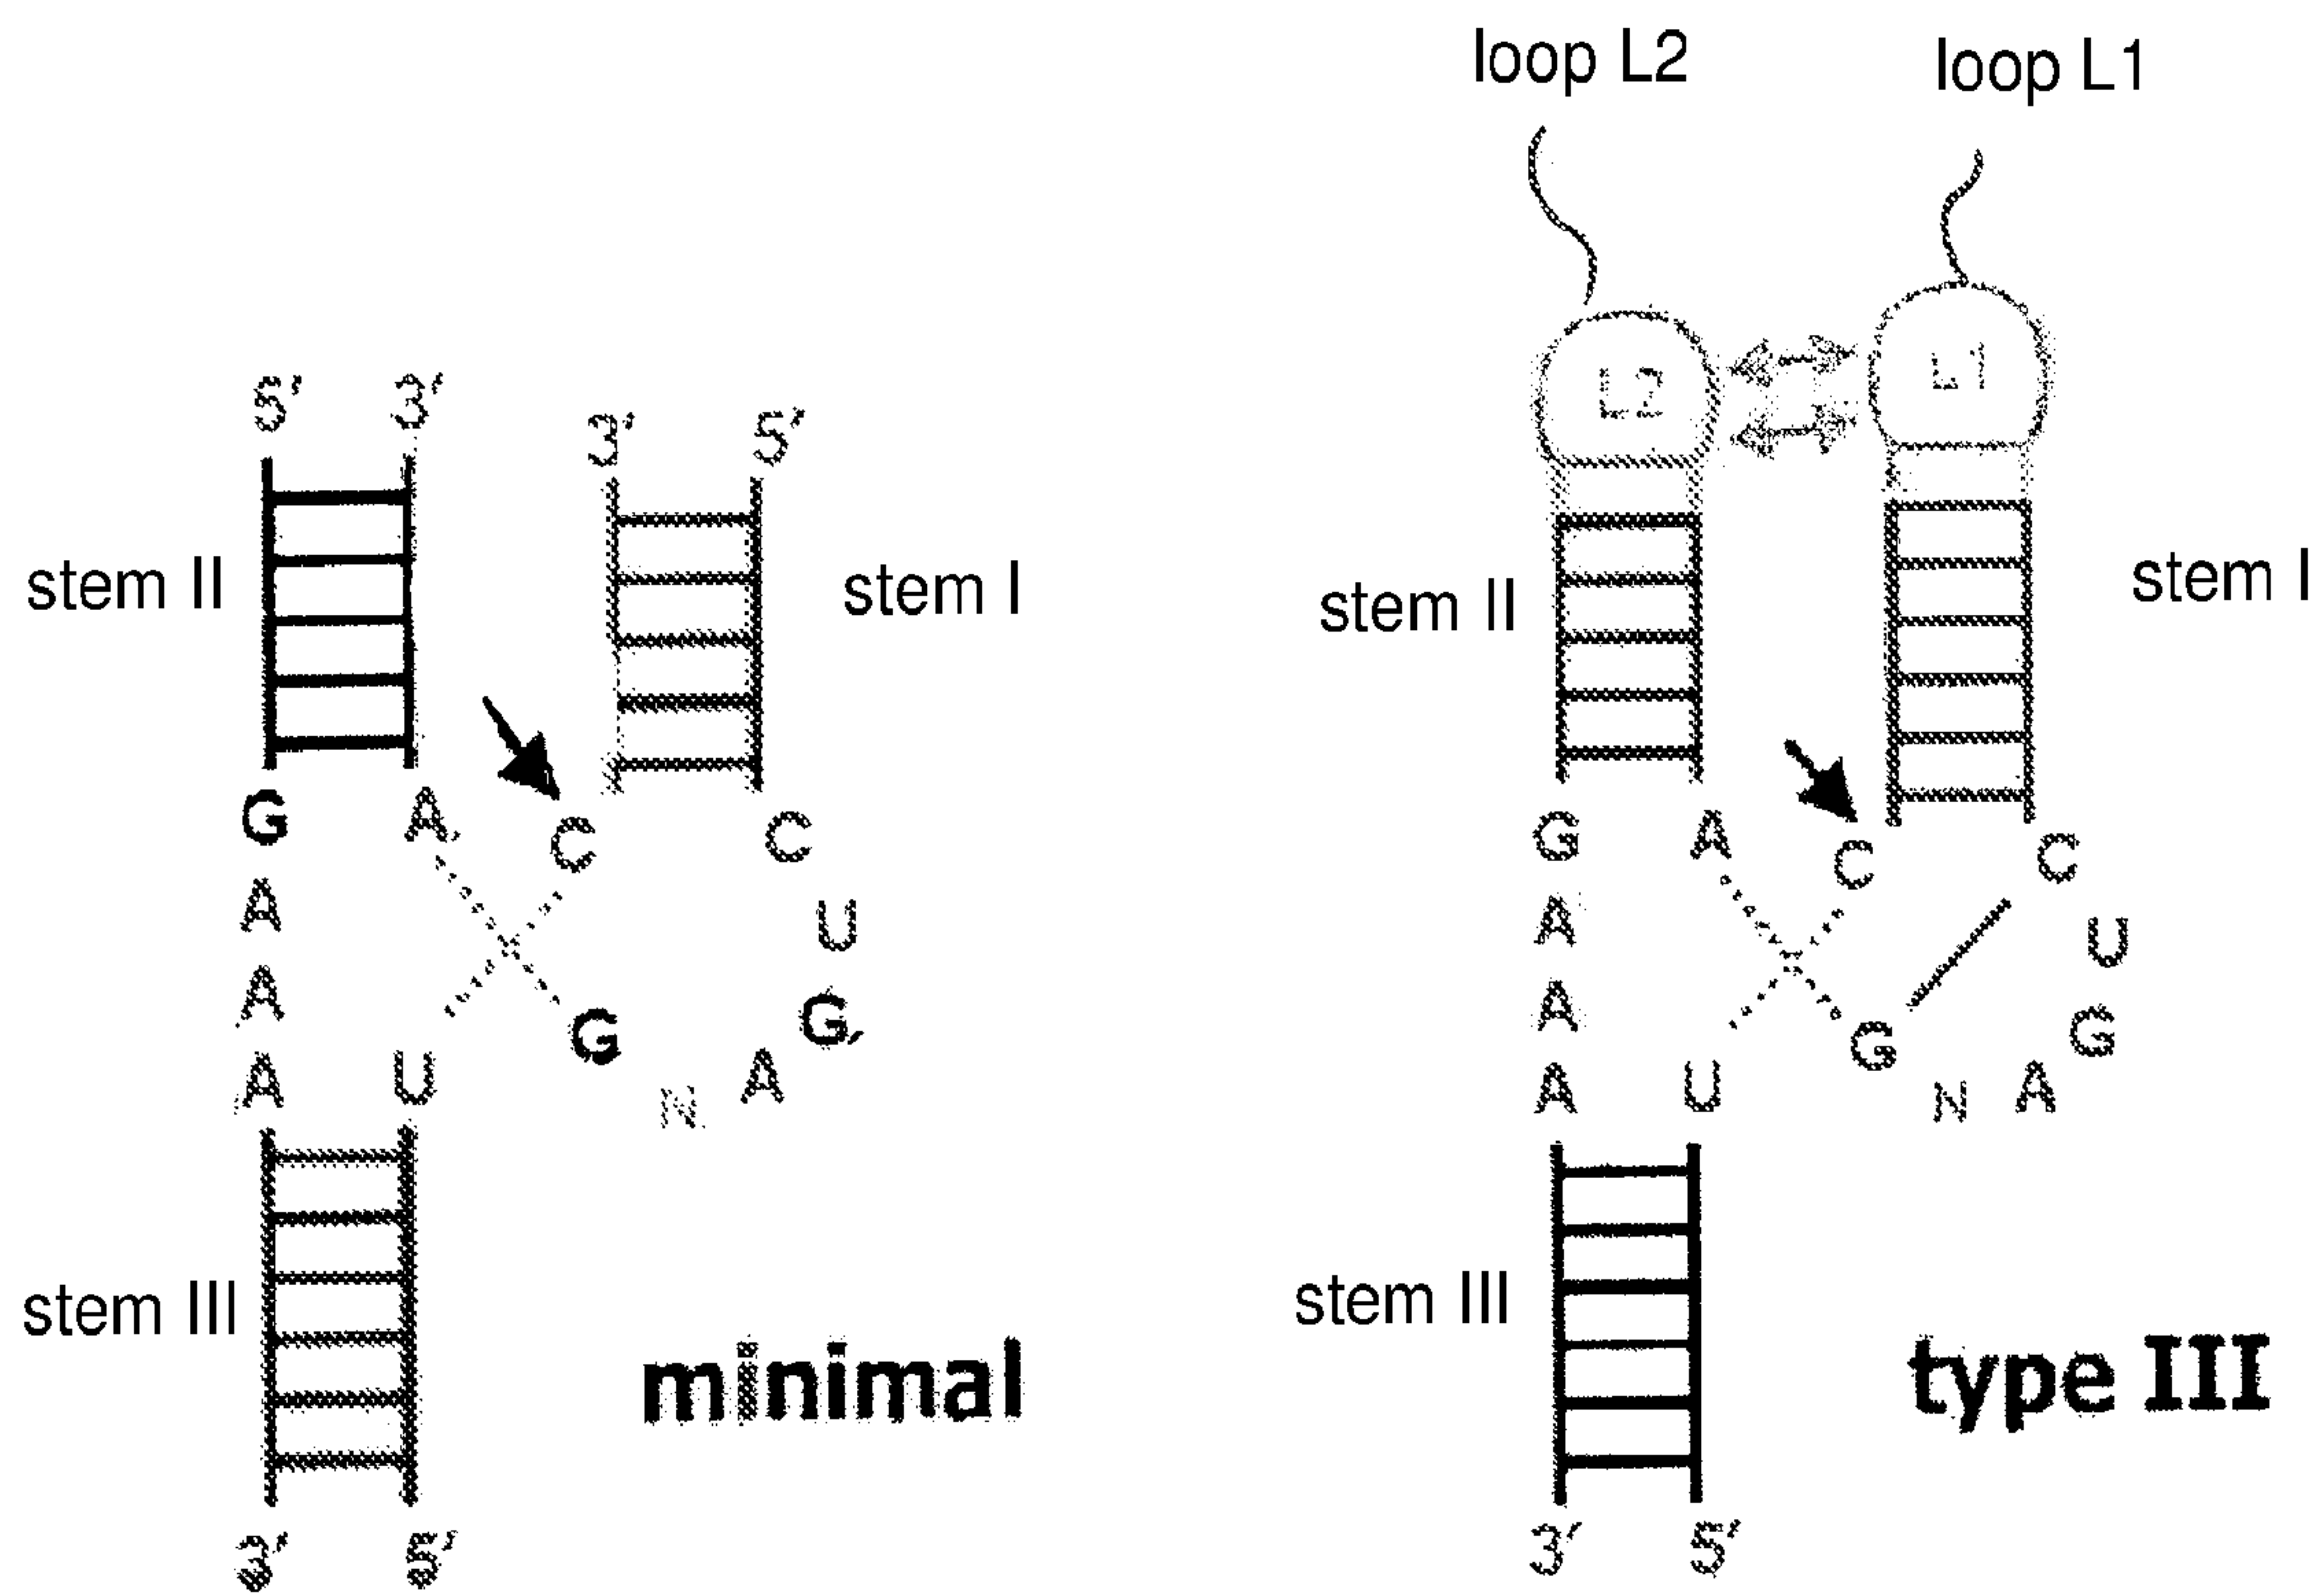 loop L2
loop L1
5' 3'
3' 5'
stem II
stem I
G A C C
A U
A G G
A U N A
stem III
minimal
3' 5'
L2
L1
stem II
stem I
G A C C
A U
A G G
A U N A
stem III
type III
3' 5'